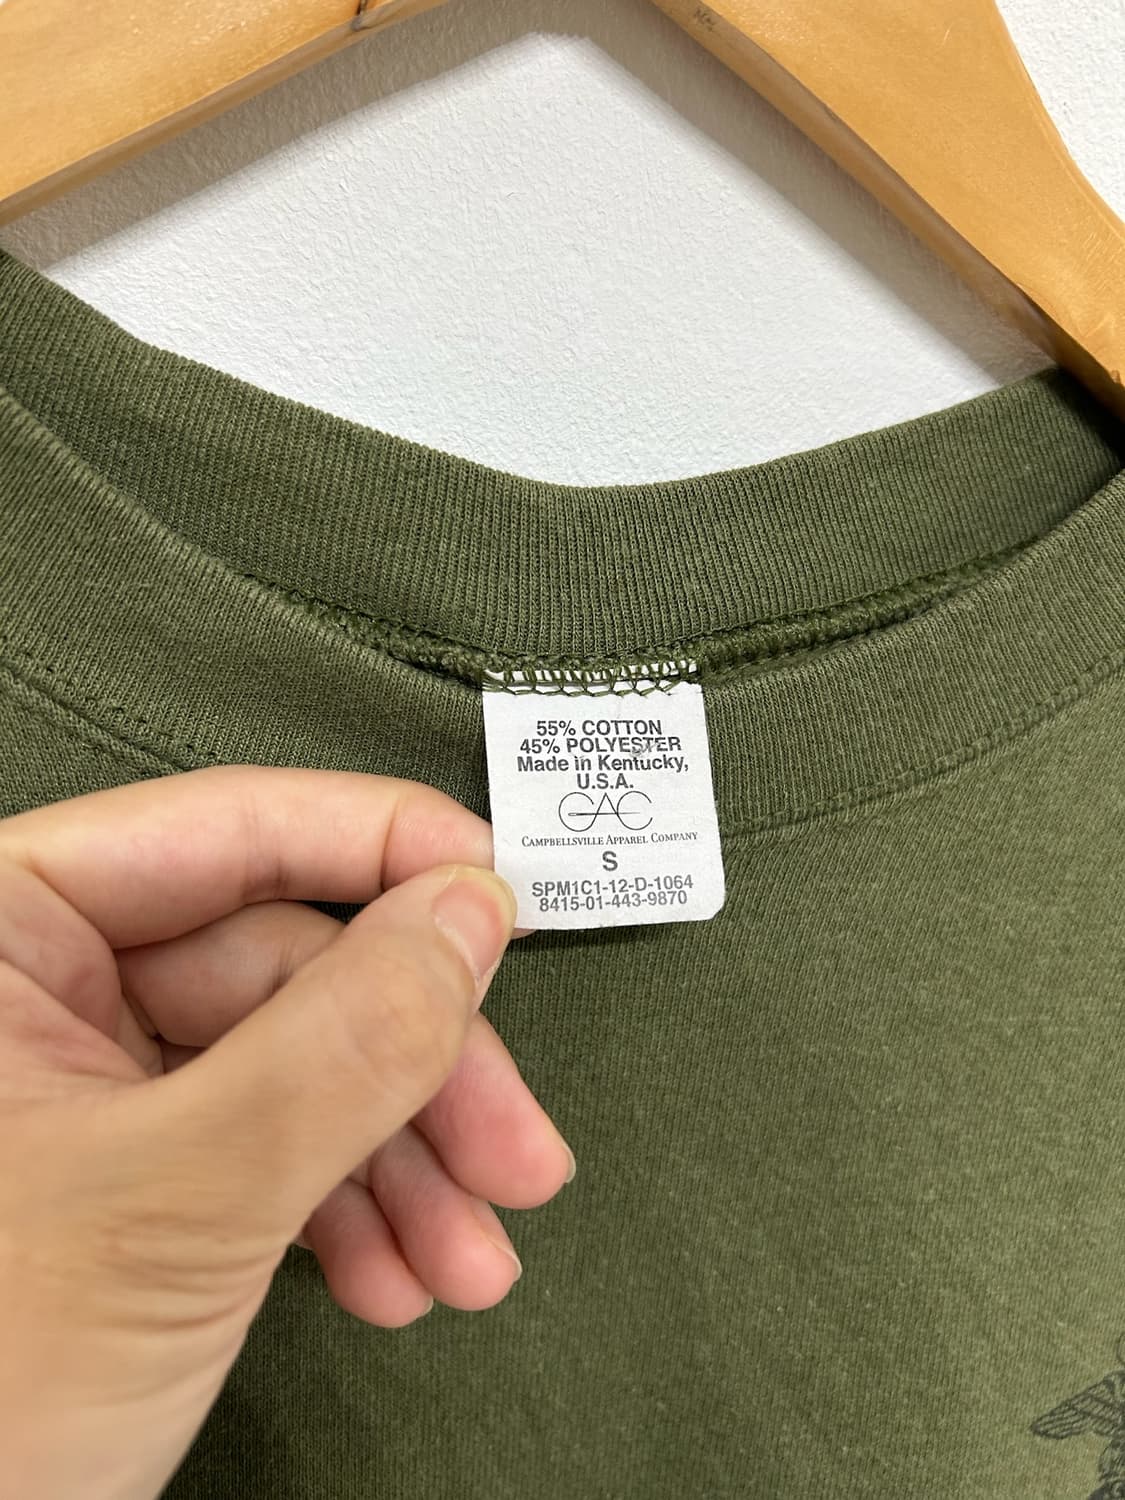 55% COTTON
45% POLYESTER
Made in Kentucky,
U.S.A.
CAC
CAMPBELLSVILLE APPAREL COMPANY
S
SPM1C1-12-D-1064
8415-01-443-9870